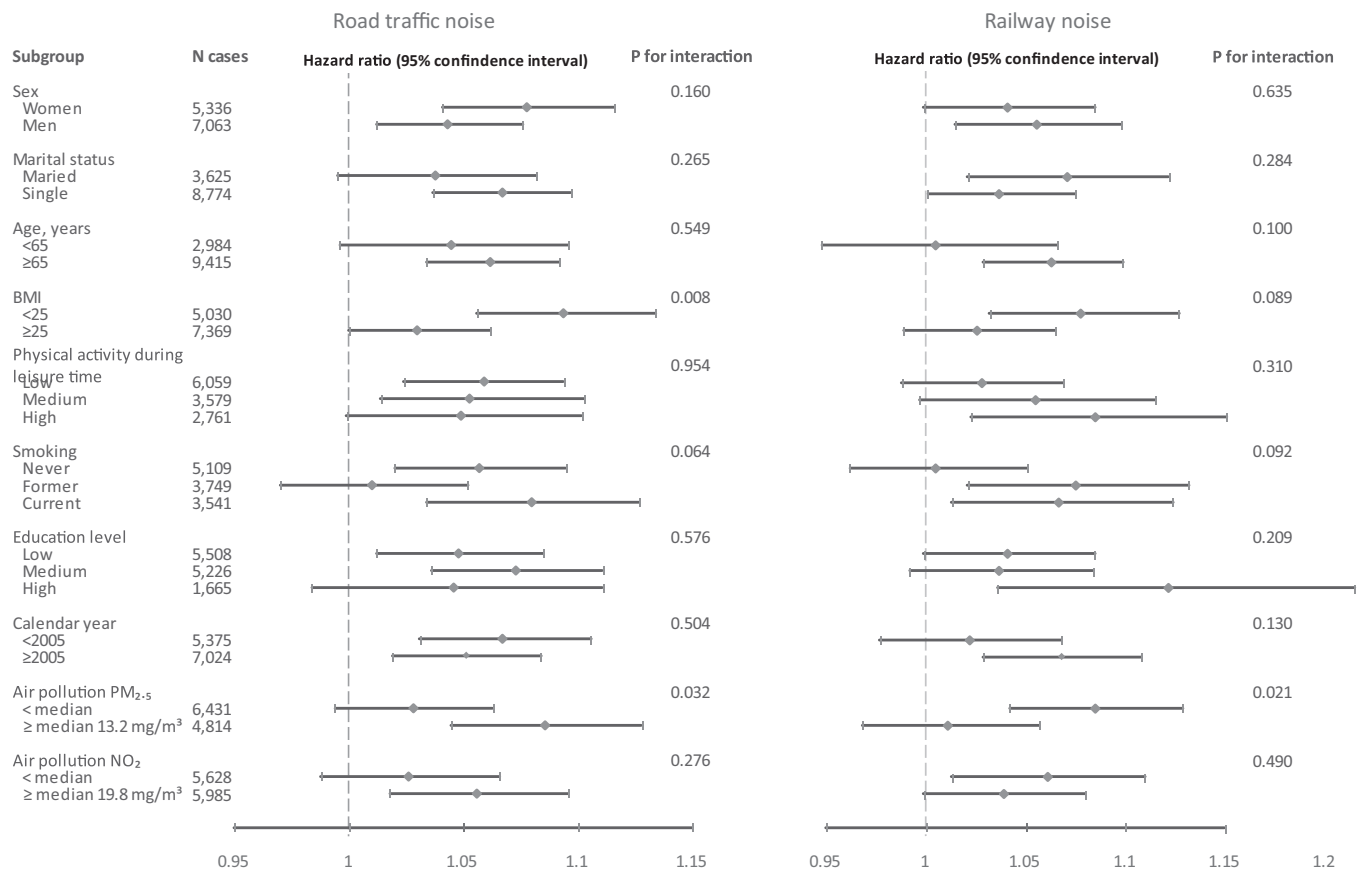 Road traffic noise Railway noise
Subgroup N cases Hazard ratio (95% confindence interval) P for interaction Hazard ratio (95% confindence interval) P for interaction
Sex 0.160 0.635
Women 5,336
Men 7,063
Marital status 0.265 0.284
Maried 3,625
Single 8,774
Age, years 0.549 0.100
<65 2,984
≥65 9,415
BMI 0.008 0.089
<25 5,030
≥25 7,369
Physical activity during
leisure time 0.954 0.310
Low 6,059
Medium 3,579
High 2,761
Smoking 0.064 0.092
Never 5,109
Former 3,749
Current 3,541
Education level 0.576 0.209
Low 5,508
Medium 5,226
High 1,665
Calendar year 0.504 0.130
<2005 5,375
≥2005 7,024
Air pollution PM₂.₅ 0.032 0.021
< median 6,431
≥ median 13.2 mg/m³ 4,814
Air pollution NO₂ 0.276 0.490
< median 5,628
≥ median 19.8 mg/m³ 5,985
0.95 1 1.05 1.1 1.15 0.95 1 1.05 1.1 1.15 1.2